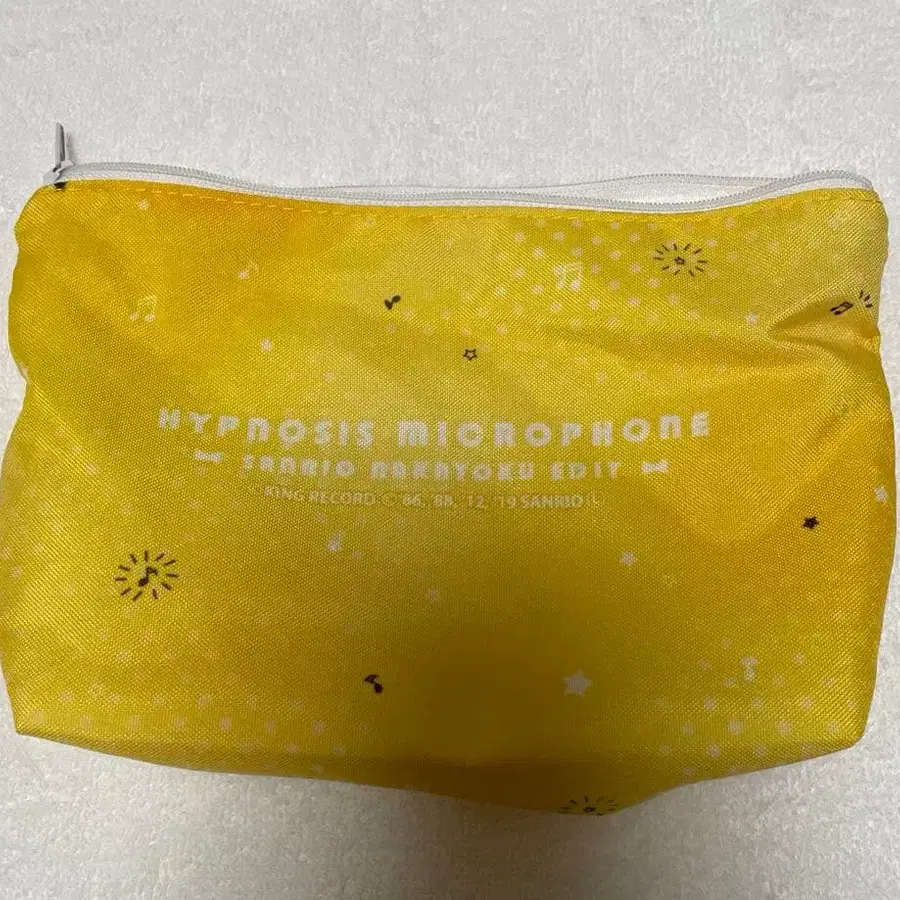 HYPNOSIS MICROPHONE
SANRIO NAKAYOKU EDIT
© KING RECORD © '86, '88, '12, '19 SANRIO Ⓛ